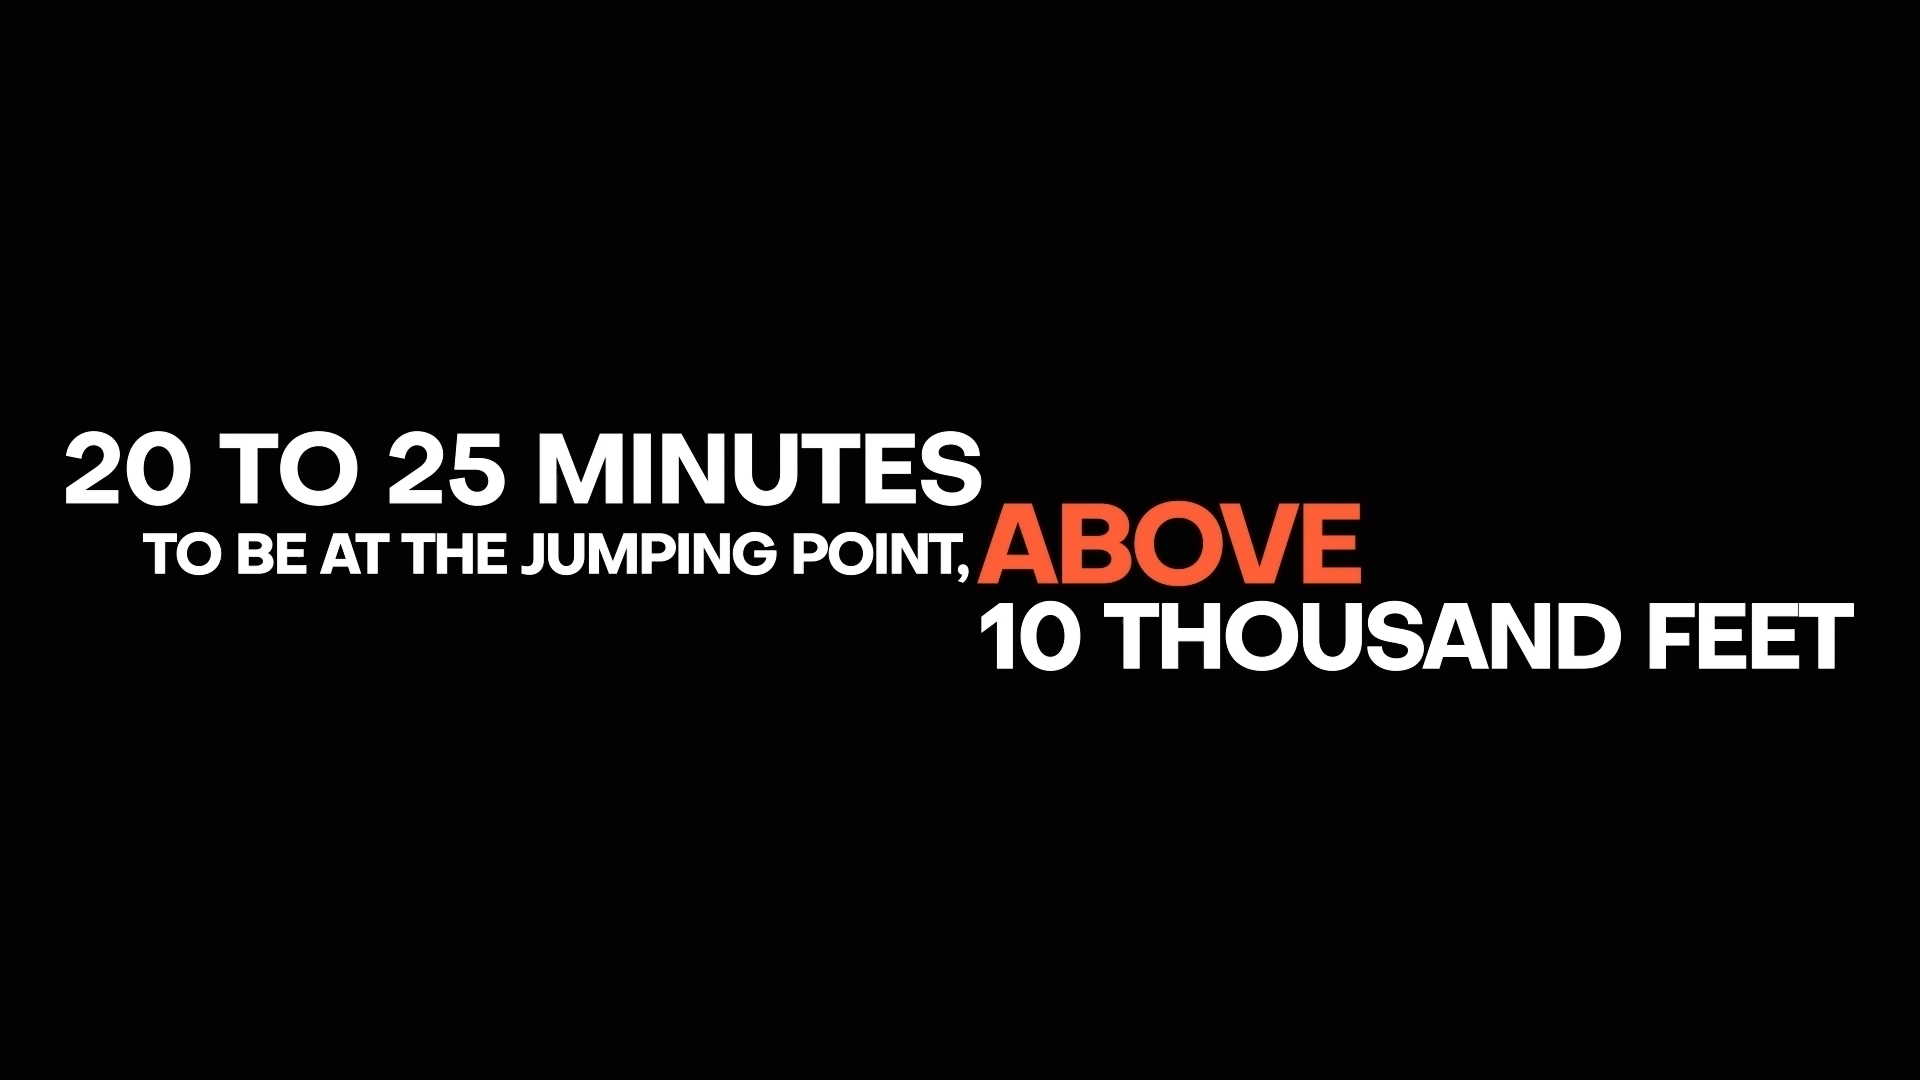 20 TO 25 MINUTES
TO BE AT THE JUMPING POINT,
ABOVE
10 THOUSAND FEET